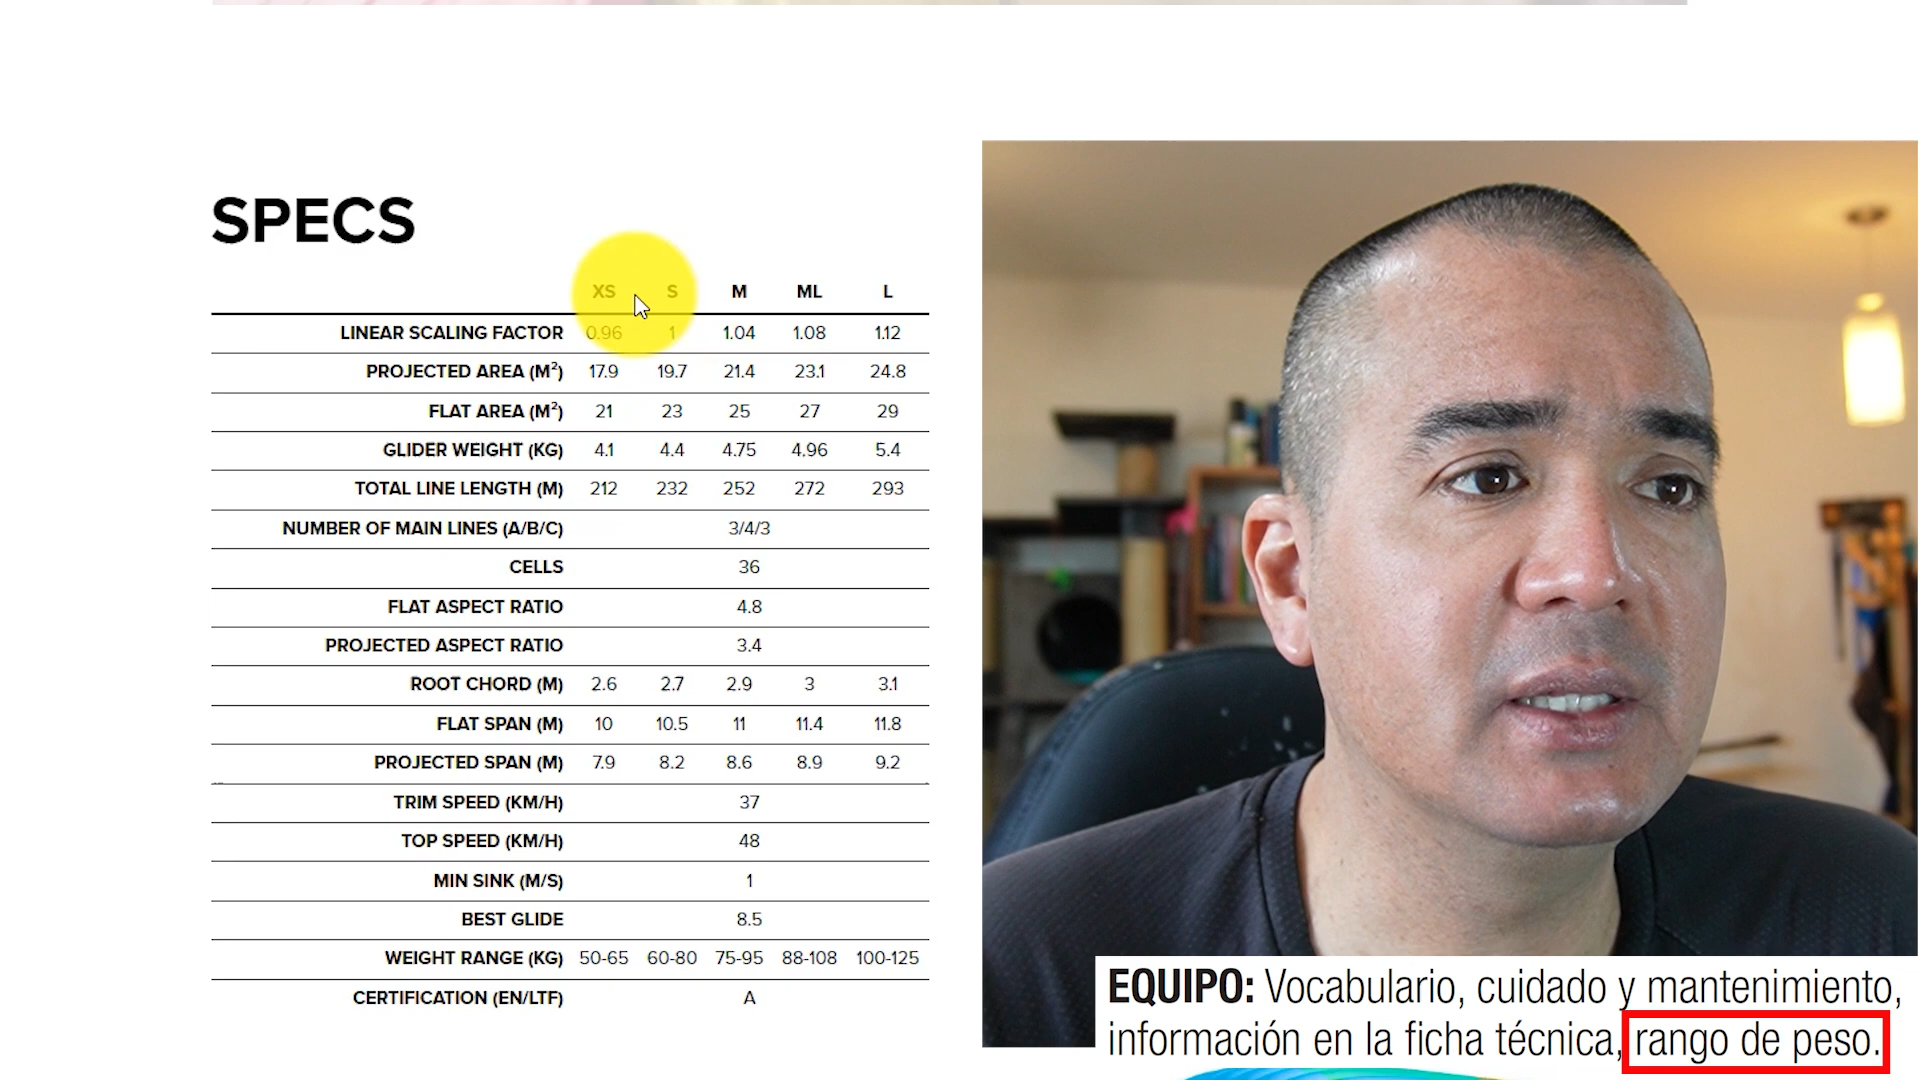 SPECS
XS S M ML L
LINEAR SCALING FACTOR 0.96 1 1.04 1.08 1.12
PROJECTED AREA (M²) 17.9 19.7 21.4 23.1 24.8
FLAT AREA (M²) 21 23 25 27 29
GLIDER WEIGHT (KG) 4.1 4.4 4.75 4.96 5.4
TOTAL LINE LENGTH (M) 212 232 252 272 293
NUMBER OF MAIN LINES (A/B/C) 3/4/3
CELLS 36
FLAT ASPECT RATIO 4.8
PROJECTED ASPECT RATIO 3.4
ROOT CHORD (M) 2.6 2.7 2.9 3 3.1
FLAT SPAN (M) 10 10.5 11 11.4 11.8
PROJECTED SPAN (M) 7.9 8.2 8.6 8.9 9.2
TRIM SPEED (KM/H) 37
TOP SPEED (KM/H) 48
MIN SINK (M/S) 1
BEST GLIDE 8.5
WEIGHT RANGE (KG) 50-65 60-80 75-95 88-108 100-125
CERTIFICATION (EN/LTF) A
EQUIPO: Vocabulario, cuidado y mantenimiento,
información en la ficha técnica, rango de peso.